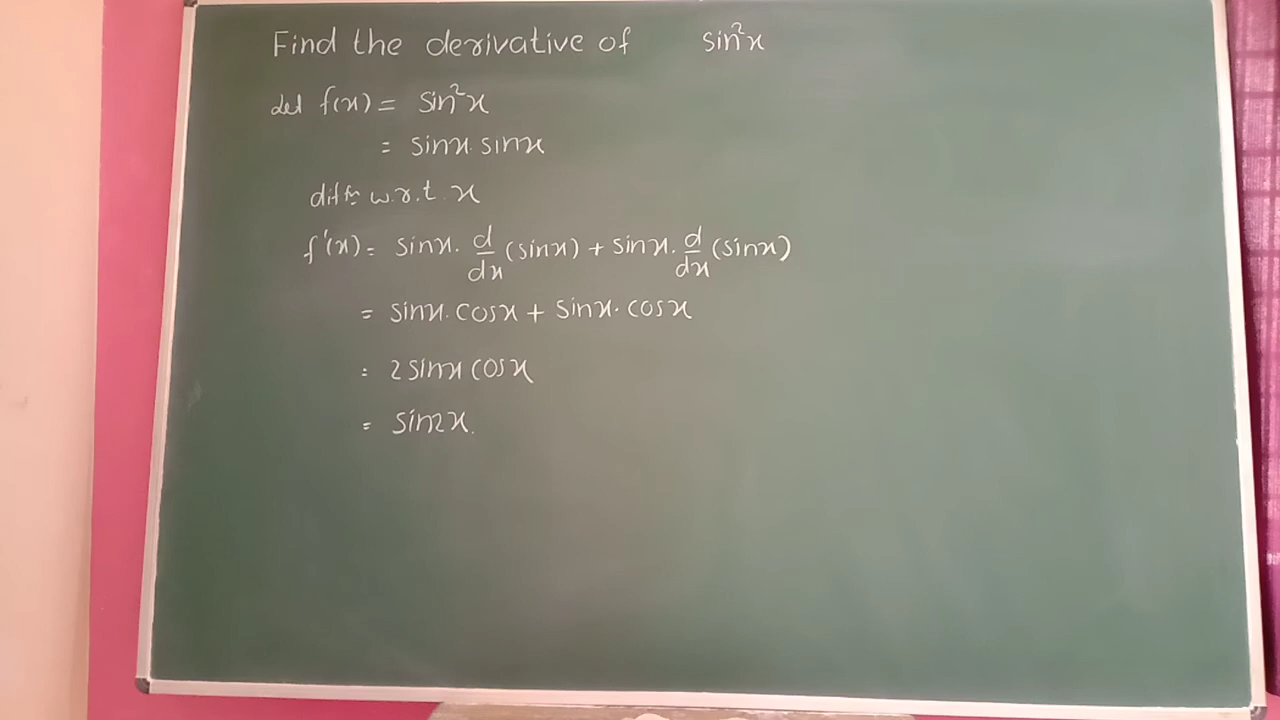 Find the derivative of sin²x
Let f(x) = sin²x
= sinx. sinx
diff w.r.t. x
f'(x) = sinx. d/dx (sinx) + sinx. d/dx (sinx)
= sinx. cosx + sinx. cosx
= 2 sinx cosx
= sin2x.